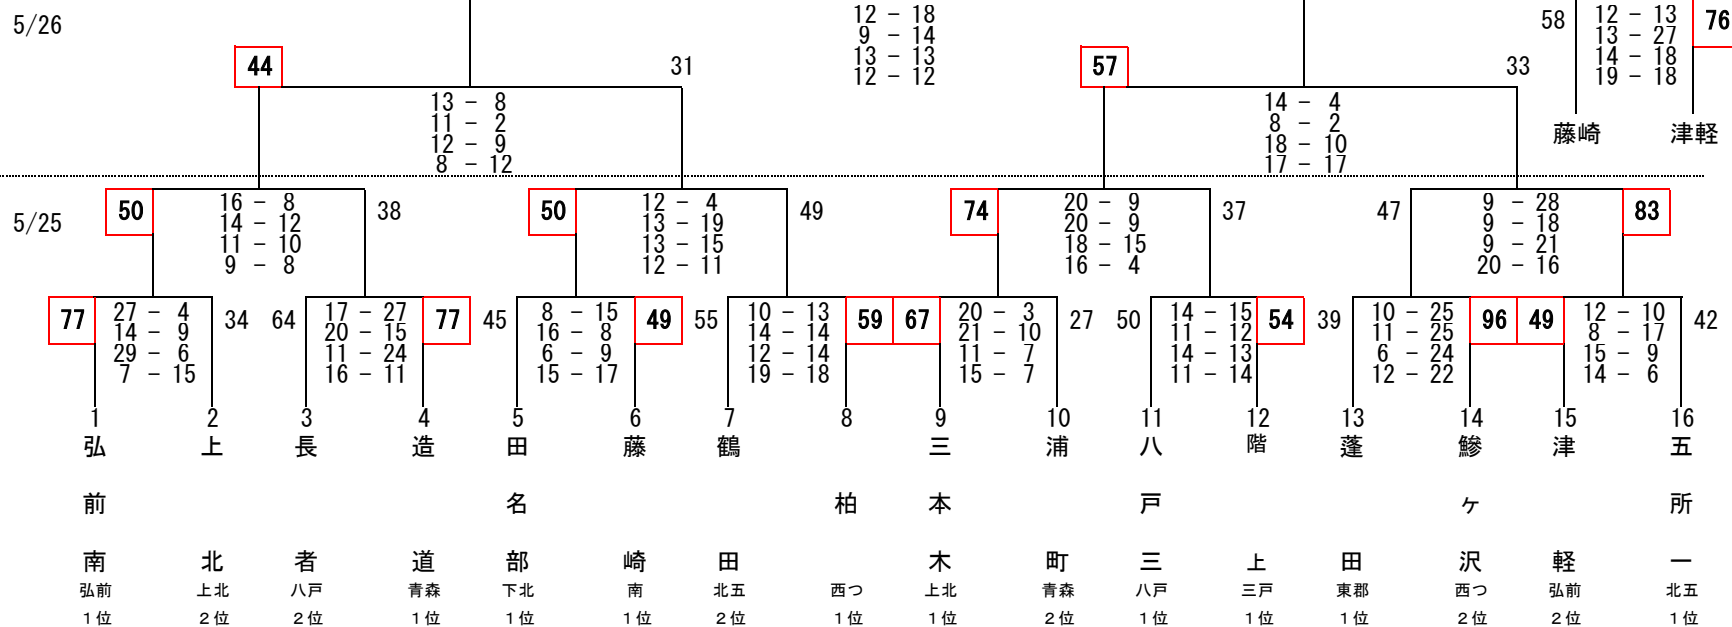 5/26
12 - 18
9 - 14
13 - 13
12 - 12
58
12 - 13
13 - 27
14 - 18
19 - 18
76
44
31
57
33
13 - 8
11 - 2
12 - 9
8 - 12
14 - 4
8 - 2
18 - 10
17 - 17
藤崎
津軽
5/25
50
16 - 8
14 - 12
11 - 10
9 - 8
38
50
12 - 4
13 - 19
13 - 15
12 - 11
49
74
20 - 9
20 - 9
18 - 15
16 - 4
37
47
9 - 28
9 - 18
9 - 21
20 - 16
83
77
27 - 4
14 - 9
29 - 6
7 - 15
34
64
17 - 27
20 - 15
11 - 24
16 - 11
77
45
8 - 15
16 - 8
6 - 9
15 - 17
49
55
10 - 13
14 - 14
12 - 14
19 - 18
59
67
20 - 3
21 - 10
11 - 7
15 - 7
27
50
14 - 15
11 - 12
14 - 13
11 - 14
54
39
10 - 25
11 - 25
6 - 24
12 - 22
96
49
12 - 10
8 - 17
15 - 9
14 - 6
42
1
弘前南
弘前
1位
2
上北
上北
2位
3
長者
八戸
2位
4
造道
青森
1位
5
田名部
下北
1位
6
藤崎
南
1位
7
鶴田
北五
2位
8
柏
西つ
1位
9
三本木
上北
1位
10
浦町
青森
2位
11
八戸三
八戸
1位
12
階上
三戸
1位
13
蓬田
東郡
1位
14
鰺ヶ沢
西つ
2位
15
津軽
弘前
2位
16
五所一
北五
1位